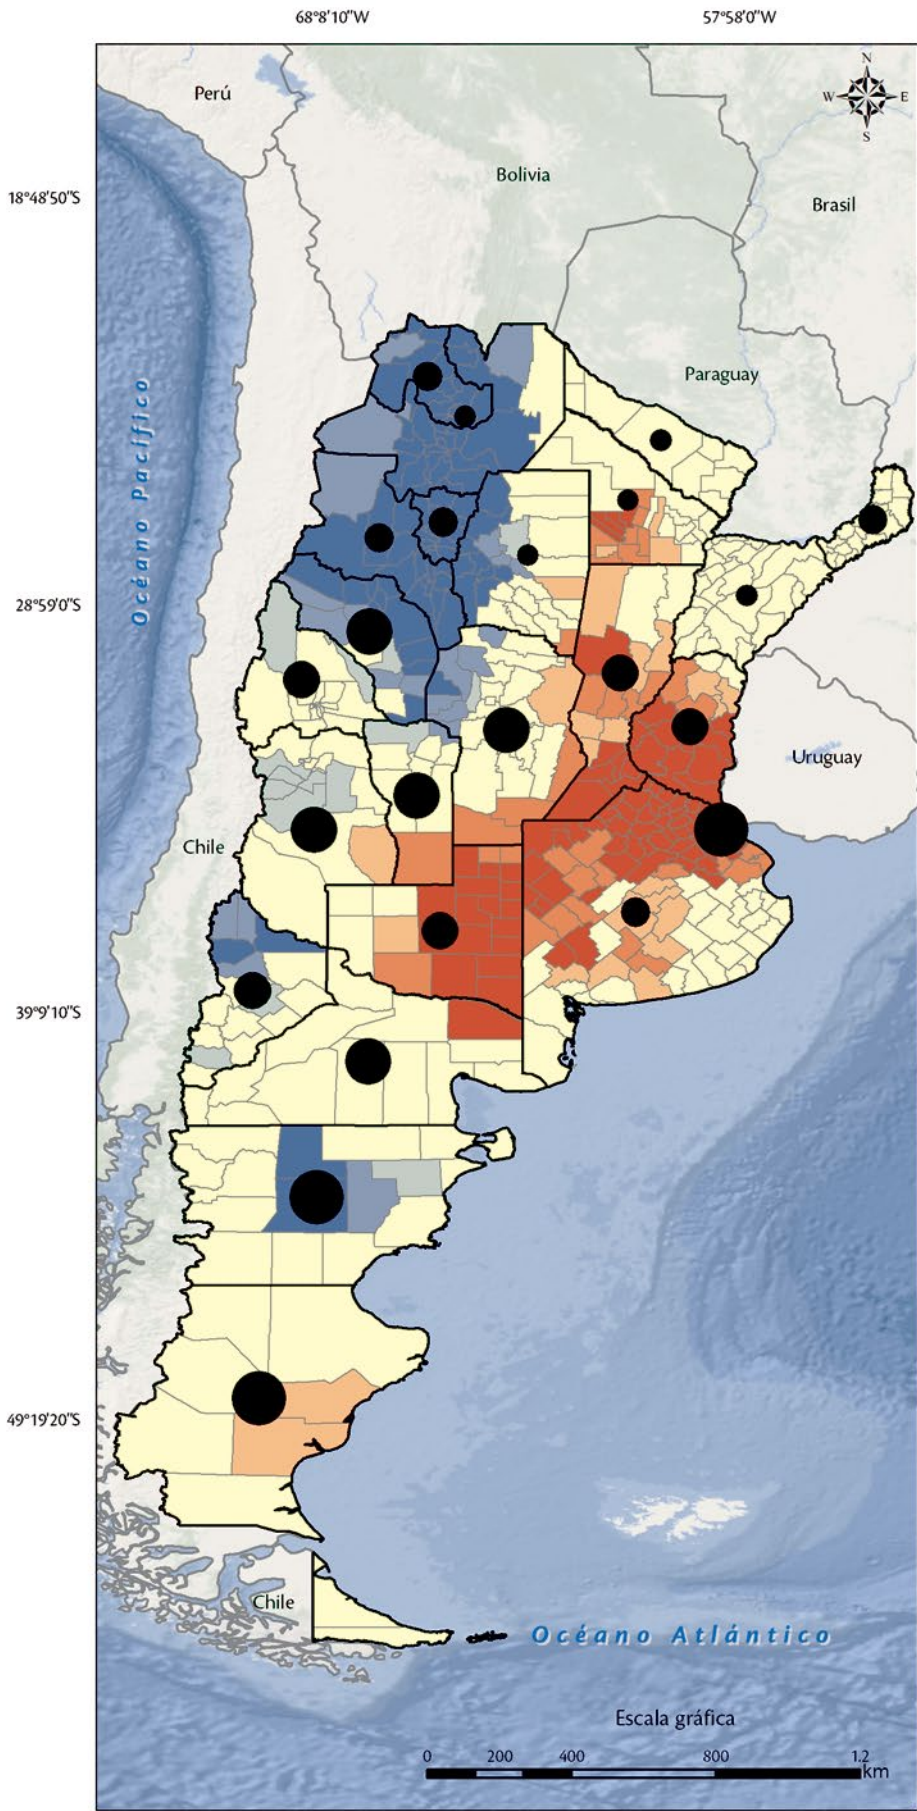 68°8'10"W
57°58'0"W
Perú
N
W
E
S
Bolivia
18°48'50"S
Brasil
Paraguay
Océano Pacífico
28°59'0"S
Uruguay
Chile
39°9'10"S
49°19'20"S
Chile
Océano Atlántico
Escala gráfica
0 200 400 800 1.2
km